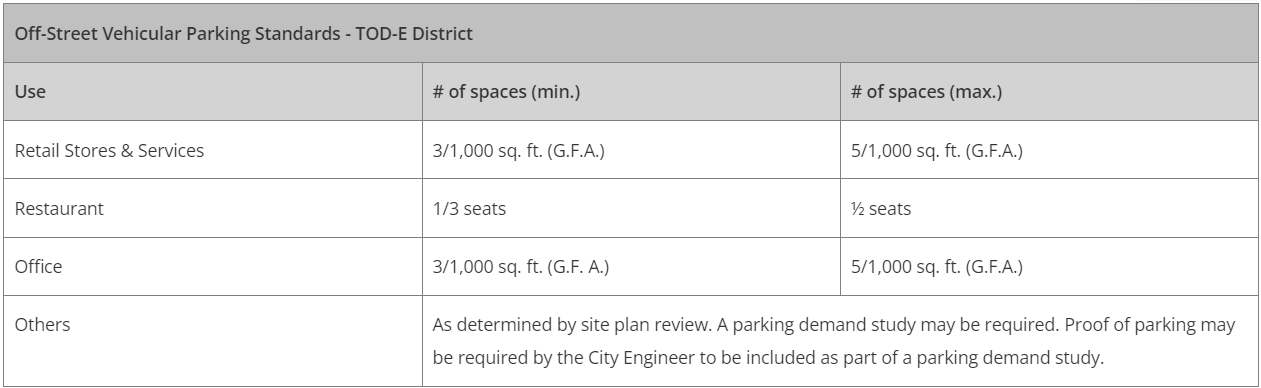 Off-Street Vehicular Parking Standards - TOD-E District
Use # of spaces (min.) # of spaces (max.)
Retail Stores & Services 3/1,000 sq. ft. (G.F.A.) 5/1,000 sq. ft. (G.F.A.)
Restaurant 1/3 seats ½ seats
Office 3/1,000 sq. ft. (G.F. A.) 5/1,000 sq. ft. (G.F.A.)
Others As determined by site plan review. A parking demand study may be required. Proof of parking may
be required by the City Engineer to be included as part of a parking demand study.